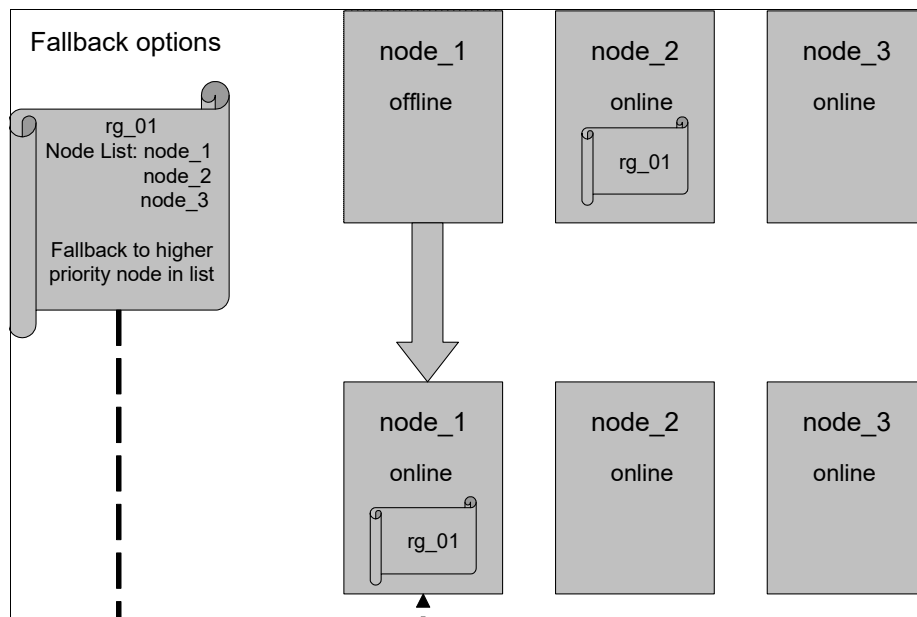 Fallback options
rg_01
Node List: node_1
node_2
node_3
Fallback to higher
priority node in list
node_1
offline
node_2
online
rg_01
node_3
online
node_1
online
rg_01
node_2
online
node_3
online